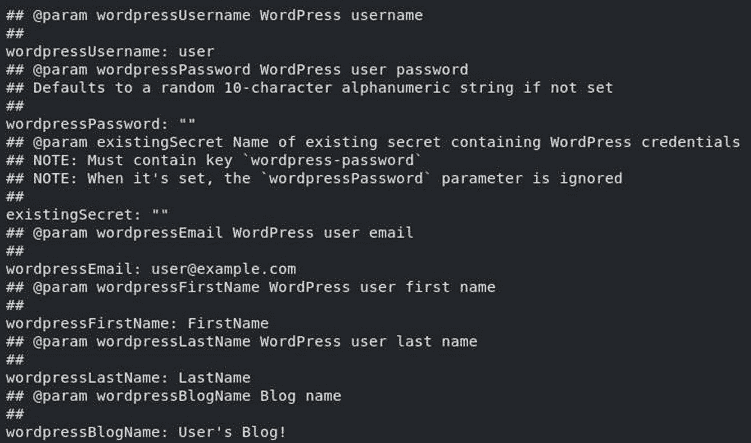 ## @param wordpressUsername WordPress username
##
wordpressUsername: user
## @param wordpressPassword WordPress user password
## Defaults to a random 10-character alphanumeric string if not set
##
wordpressPassword: ""
## @param existingSecret Name of existing secret containing WordPress credentials
## NOTE: Must contain key `wordpress-password`
## NOTE: When it's set, the `wordpressPassword` parameter is ignored
##
existingSecret: ""
## @param wordpressEmail WordPress user email
##
wordpressEmail: user@example.com
## @param wordpressFirstName WordPress user first name
##
wordpressFirstName: FirstName
## @param wordpressLastName WordPress user last name
##
wordpressLastName: LastName
## @param wordpressBlogName Blog name
##
wordpressBlogName: User's Blog!